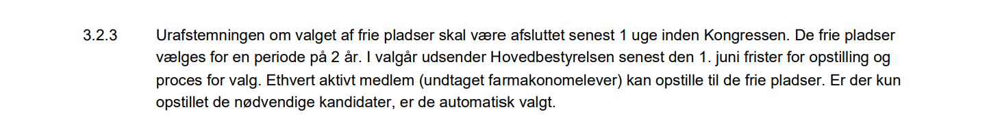 3.2.3 Urafstemningen om valget af frie pladser skal være afsluttet senest 1 uge inden Kongressen. De frie pladser
vælges for en periode på 2 år. I valgår udsender Hovedbestyrelsen senest den 1. juni frister for opstilling og
proces for valg. Ethvert aktivt medlem (undtaget farmakonomelever) kan opstille til de frie pladser. Er der kun
opstillet de nødvendige kandidater, er de automatisk valgt.